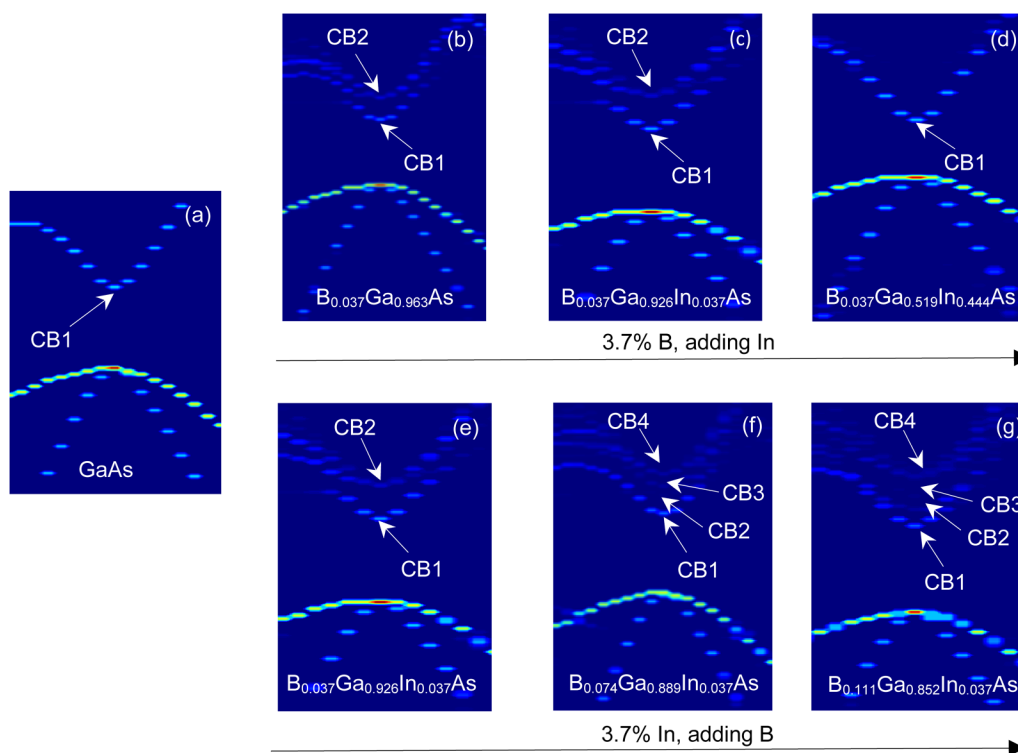 (a)
CB1
GaAs
(b)
CB2
CB1
B₀.₀₃₇Ga₀.₉₆₃As
(c)
CB2
CB1
B₀.₀₃₇Ga₀.₉₂₆In₀.₀₃₇As
(d)
CB1
B₀.₀₃₇Ga₀.₅₁₉In₀.₄₄₄As
3.7% B, adding In
(e)
CB2
CB1
B₀.₀₃₇Ga₀.₉₂₆In₀.₀₃₇As
(f)
CB4
CB3
CB2
CB1
B₀.₀₇₄Ga₀.₈₈₉In₀.₀₃₇As
(g)
CB4
CB3
CB2
CB1
B₀.₁₁₁Ga₀.₈₅₂In₀.₀₃₇As
3.7% In, adding B